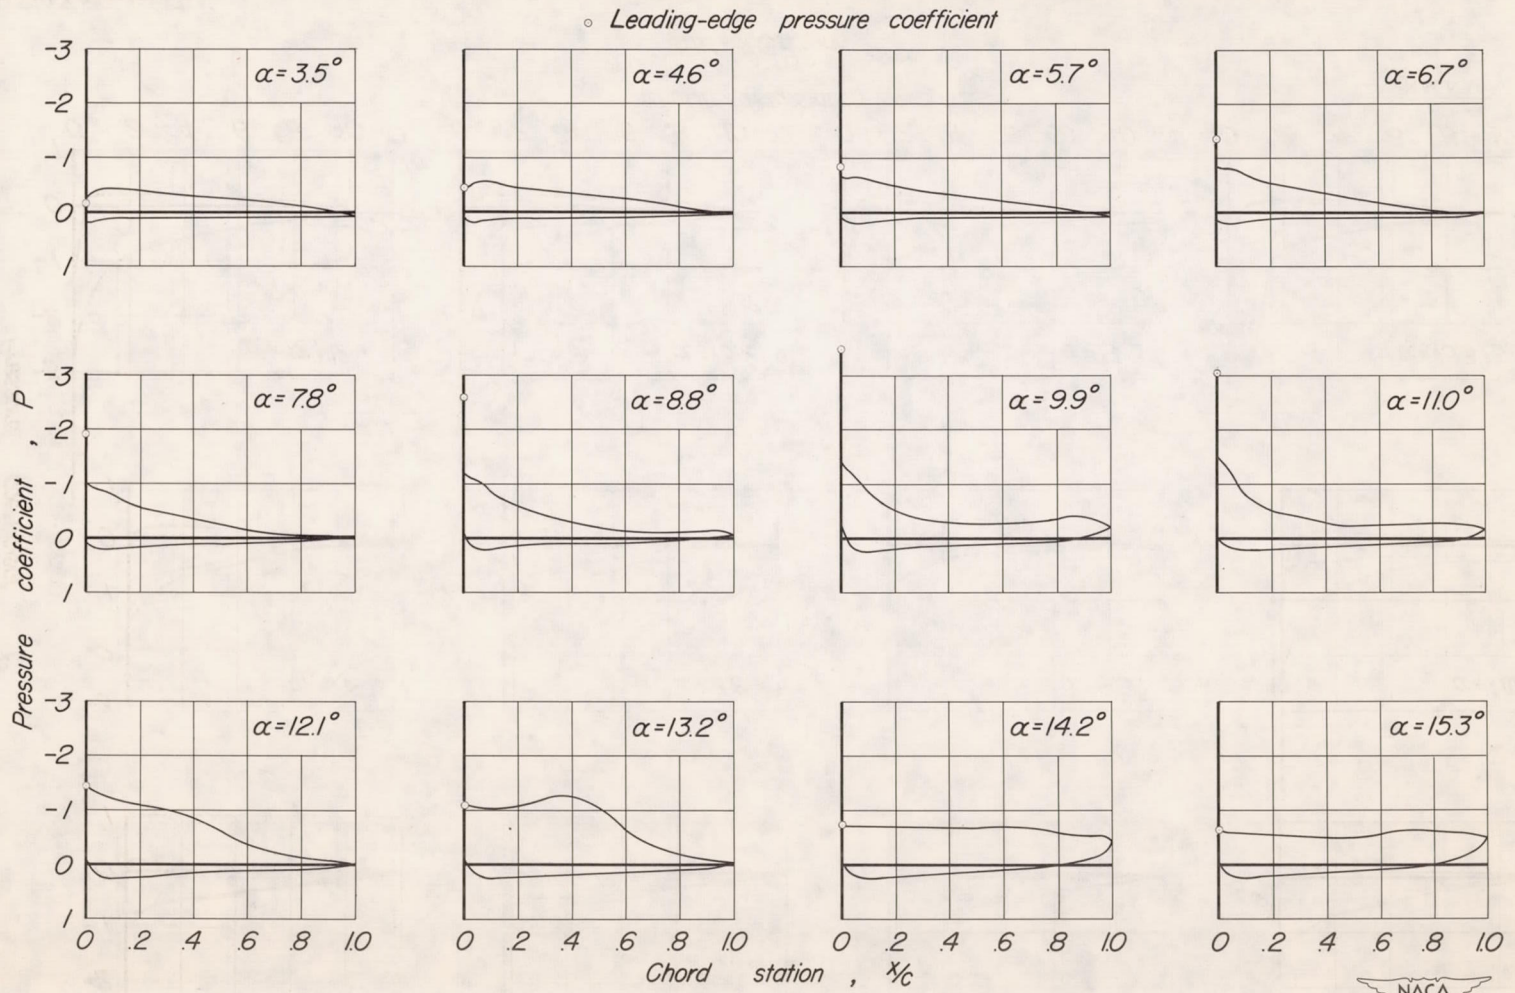 ◦ Leading-edge pressure coefficient
-3
α=3.5° α=4.6° α=5.7° α=6.7°
-2
-1
0
1
-3
α=7.8° α=8.8° α=9.9° α=11.0°
-2
-1
0
1
-3
α=12.1° α=13.2° α=14.2° α=15.3°
-2
-1
0
1
Pressure coefficient , P
0 .2 .4 .6 .8 1.0 0 .2 .4 .6 .8 1.0 0 .2 .4 .6 .8 1.0 0 .2 .4 .6 .8 1.0
Chord station , x/c
NACA